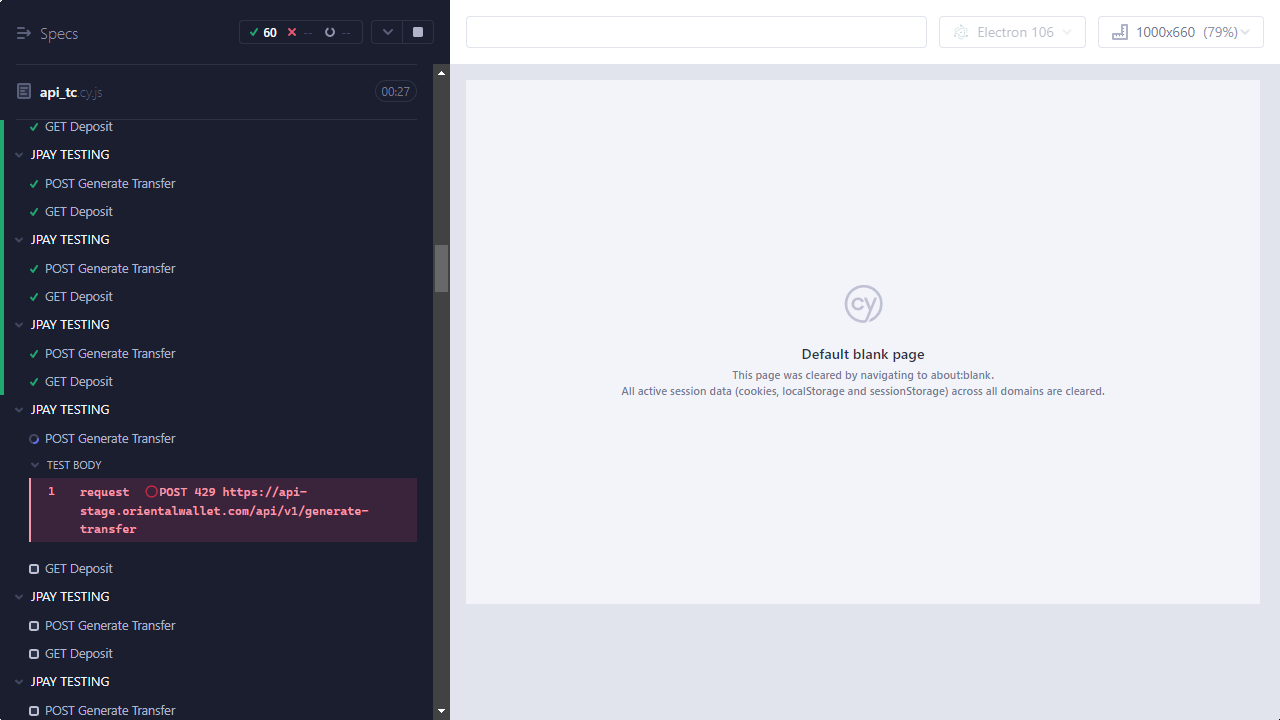 Specs
60
--
--
Electron 106
1000x660 (79%)
api_tc.cy.js
00:27
GET Deposit
JPAY TESTING
POST Generate Transfer
GET Deposit
JPAY TESTING
POST Generate Transfer
GET Deposit
JPAY TESTING
POST Generate Transfer
GET Deposit
JPAY TESTING
POST Generate Transfer
TEST BODY
1 request POST 429 https://api-
stage.orientalwallet.com/api/v1/generate-
transfer
GET Deposit
JPAY TESTING
POST Generate Transfer
GET Deposit
JPAY TESTING
POST Generate Transfer
cy
Default blank page
This page was cleared by navigating to about:blank.
All active session data (cookies, localStorage and sessionStorage) across all domains are cleared.